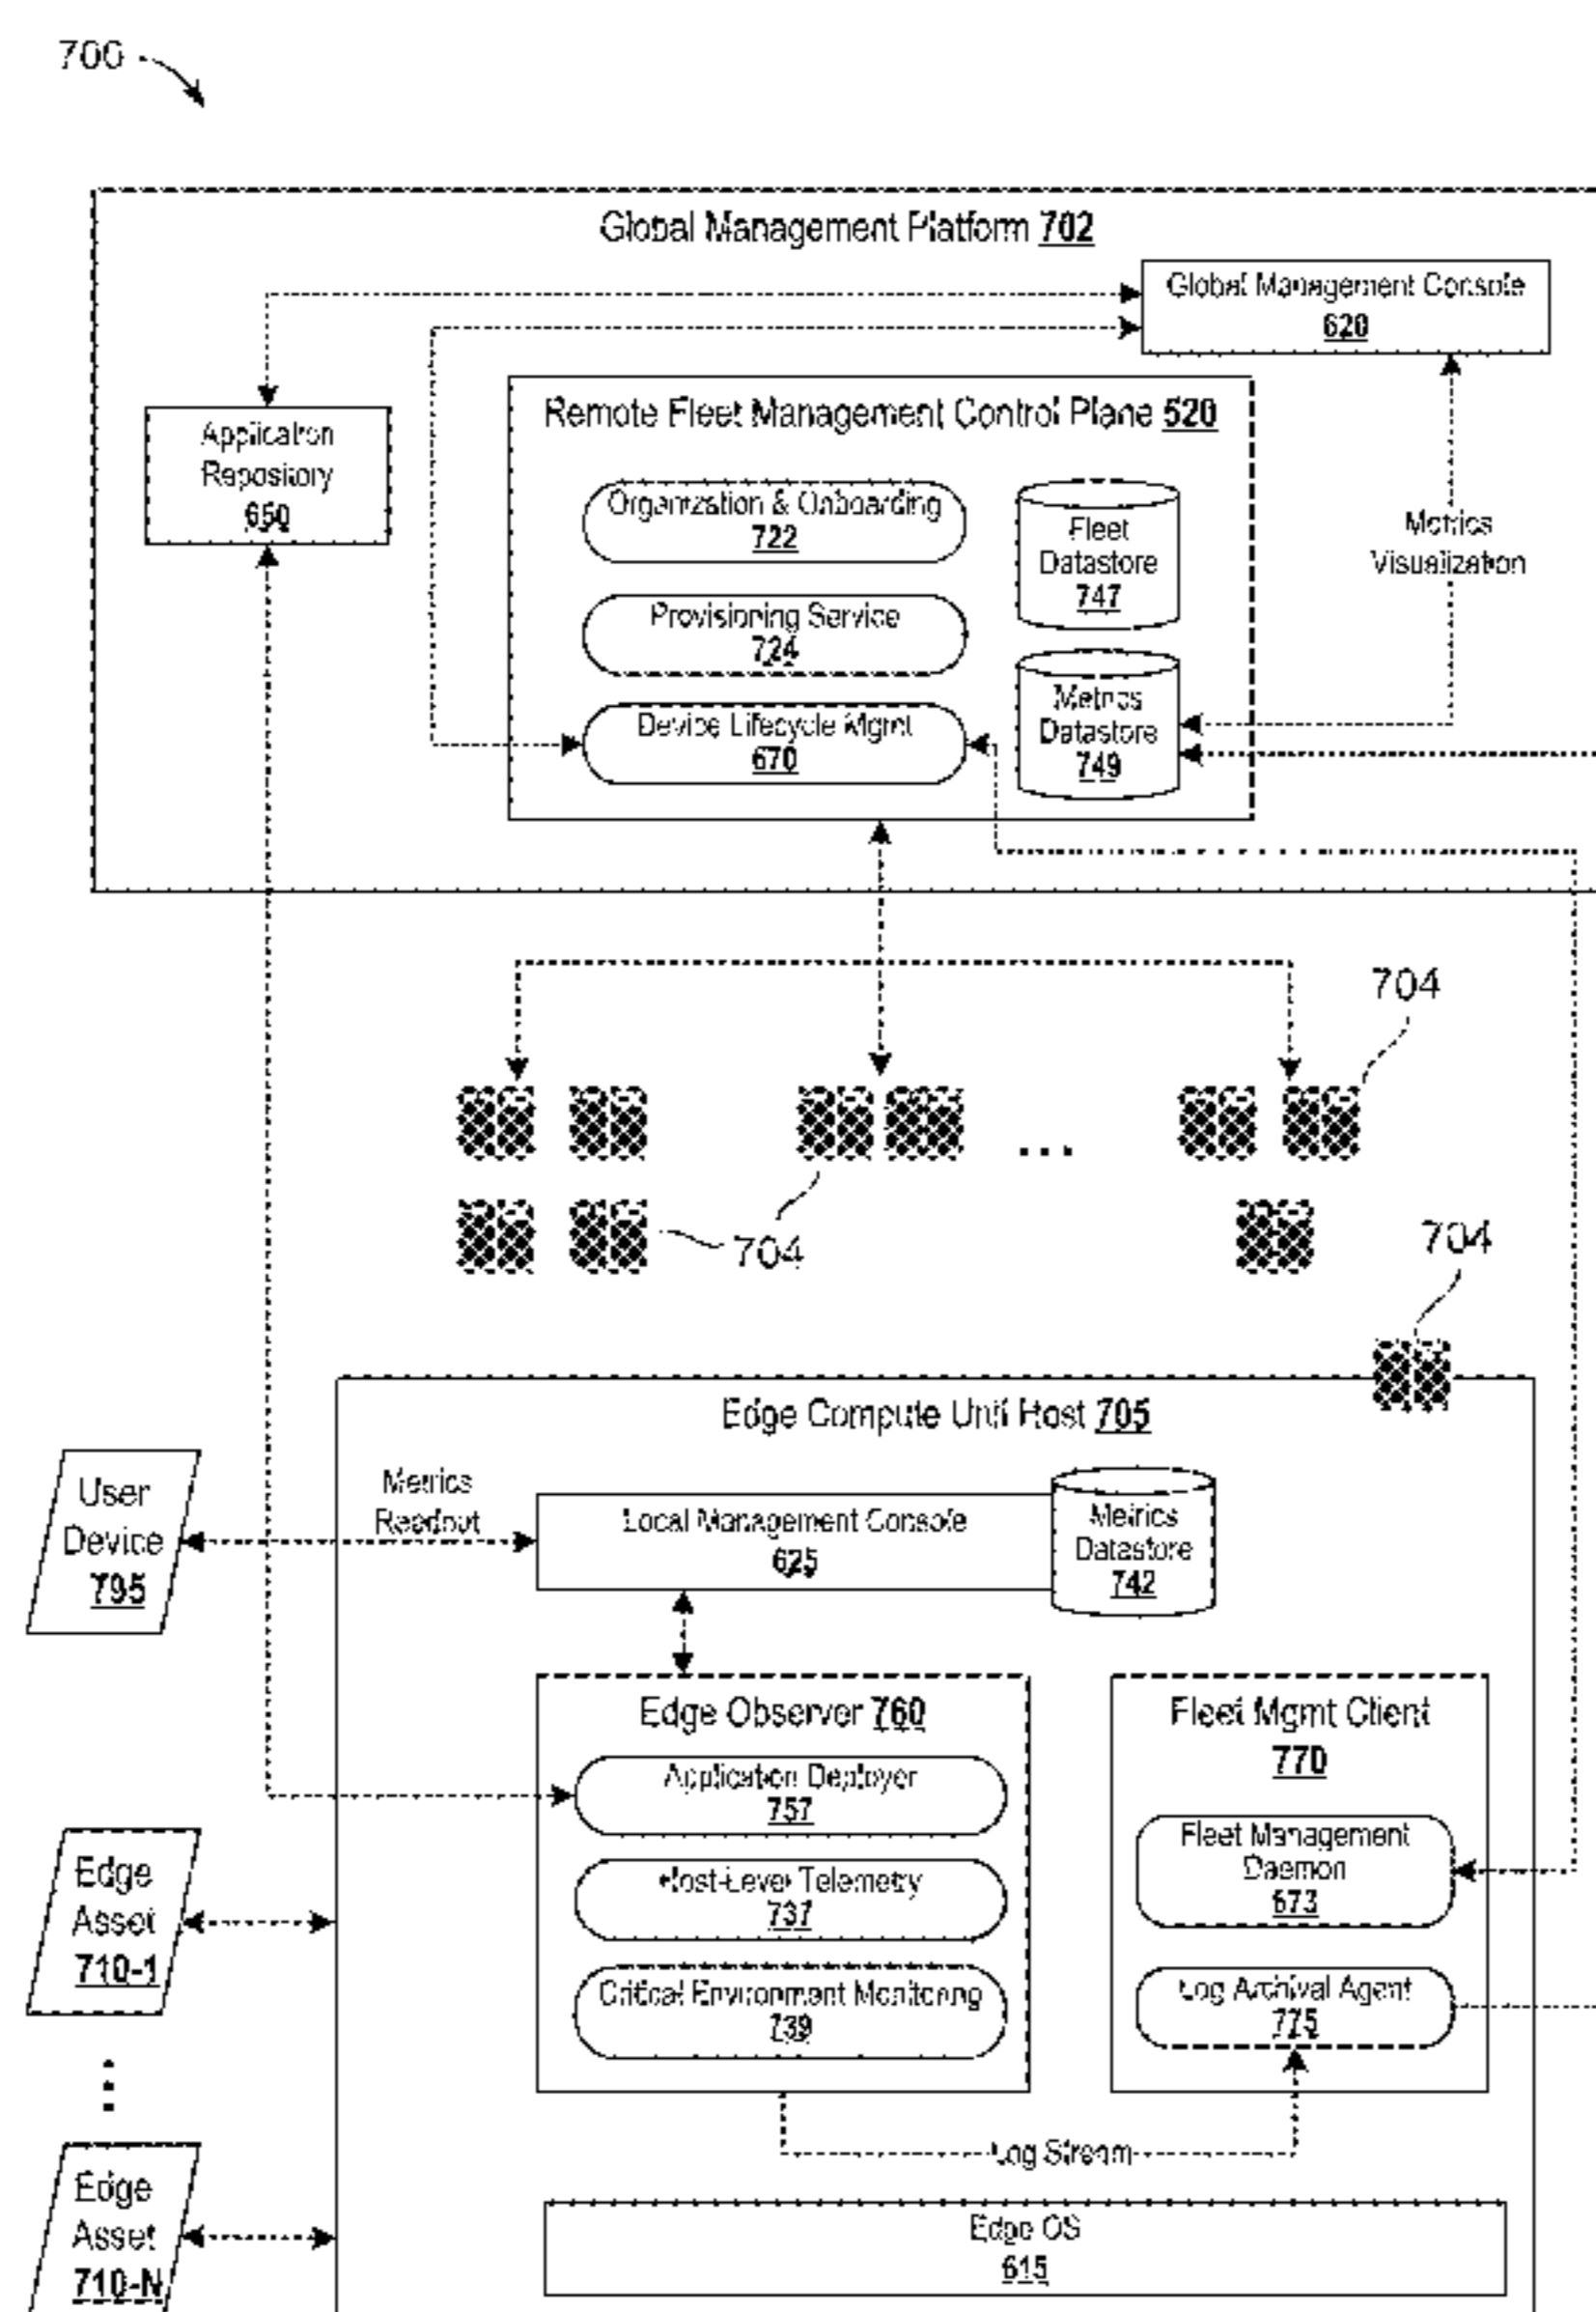 700
Global Management Platform 702
Global Management Console
620
Application
Repository
650
Remote Fleet Management Control Plane 520
Organization & Onboarding
722
Provisioning Service
724
Device Lifecycle Mgmt
670
Fleet
Datastore
747
Metrics
Datastore
749
Metrics
Visualization
704
...
704
704
Edge Compute Unit Host 705
User
Device
795
Metrics
Readout
Local Management Console
625
Metrics
Datastore
742
Edge Observer 760
Application Deployer
757
Host-Level Telemetry
737
Critical Environment Monitoring
739
Fleet Mgmt Client
770
Fleet Management
Daemon
673
Log Archival Agent
775
Edge
Asset
710-1
Edge
Asset
710-N
Log Stream
Edge OS
615